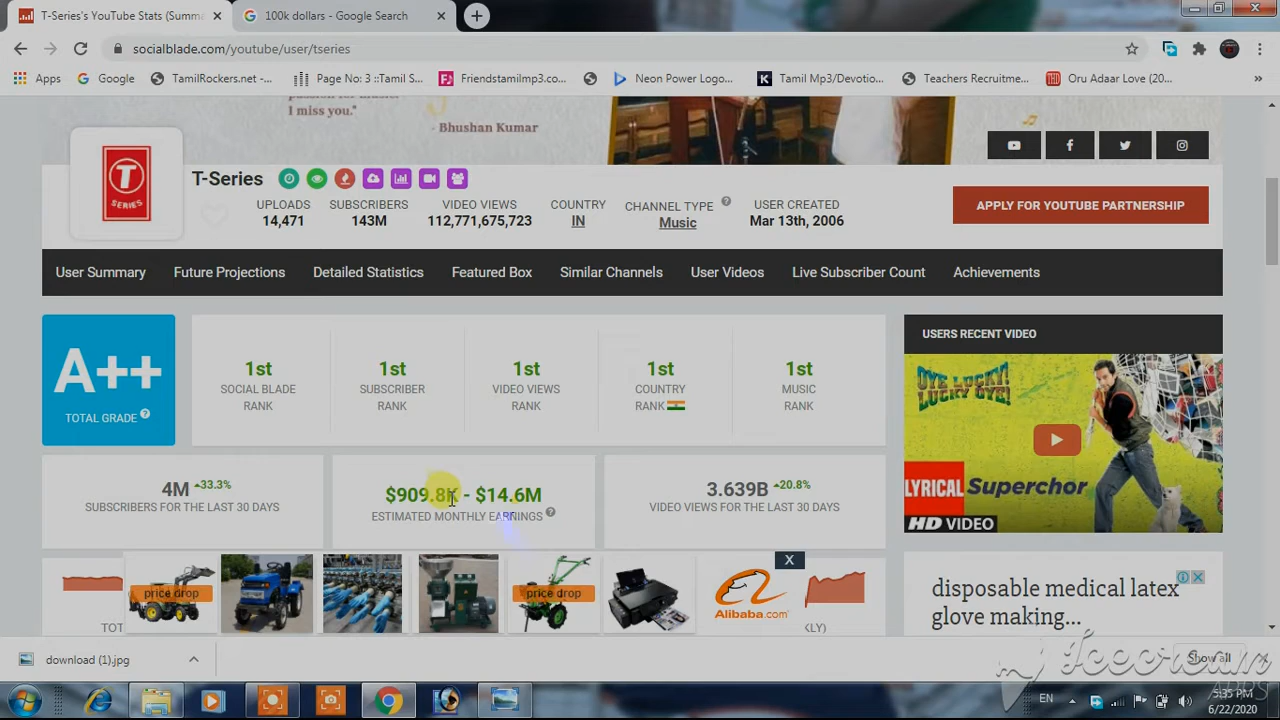 T-Series's YouTube Stats (Summa
100k dollars - Google Search
socialblade.com/youtube/user/tseries
Apps
Google
TamilRockers.net -...
Page No: 3 ::Tamil S...
Friendstamilmp3.co...
Neon Power Logo...
Tamil Mp3/Devotio...
Teachers Recruitme...
Oru Adaar Love (20...
»
I miss you."
- Bhushan Kumar
T
SERIES
T-Series
UPLOADS
14,471
SUBSCRIBERS
143M
VIDEO VIEWS
112,771,675,723
COUNTRY
IN
CHANNEL TYPE
Music
USER CREATED
Mar 13th, 2006
APPLY FOR YOUTUBE PARTNERSHIP
User Summary
Future Projections
Detailed Statistics
Featured Box
Similar Channels
User Videos
Live Subscriber Count
Achievements
A++
TOTAL GRADE
1st
SOCIAL BLADE
RANK
1st
SUBSCRIBER
RANK
1st
VIDEO VIEWS
RANK
1st
COUNTRY
RANK
1st
MUSIC
RANK
USERS RECENT VIDEO
OYE LUCKY!
LUCKY OYE!
LYRICAL Superchor
HD VIDEO
4M 33.3%
SUBSCRIBERS FOR THE LAST 30 DAYS
$909.8K - $14.6M
ESTIMATED MONTHLY EARNINGS
3.639B 20.8%
VIDEO VIEWS FOR THE LAST 30 DAYS
X
price drop
price drop
Alibaba.com
TOT
KLY)
disposable medical latex
glove making...
download (1).jpg
Show all
Icecream
APPS
EN
5:35 PM
6/22/2020